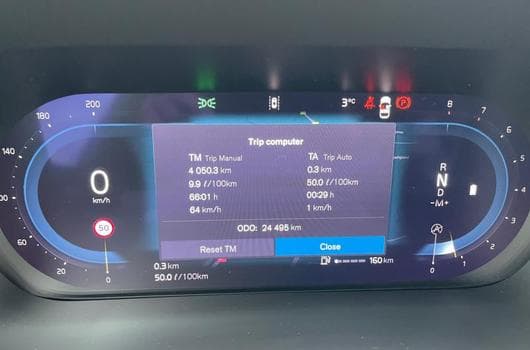 3°C
180 200
8 7
140
6
5
4
3
2
1
0
60
20
0
0
km/h
50
R
N
D
-M+
Trip computer
TM Trip Manual TA Trip Auto
4 050.3 km 0.3 km
9.9 ℓ/100km 50.0 ℓ/100km
66:01 h 00:29 h
64 km/h 1 km/h
ODO: 24 495 km
Reset TM Close
0.3 km 160 km
50.0 ℓ/100km